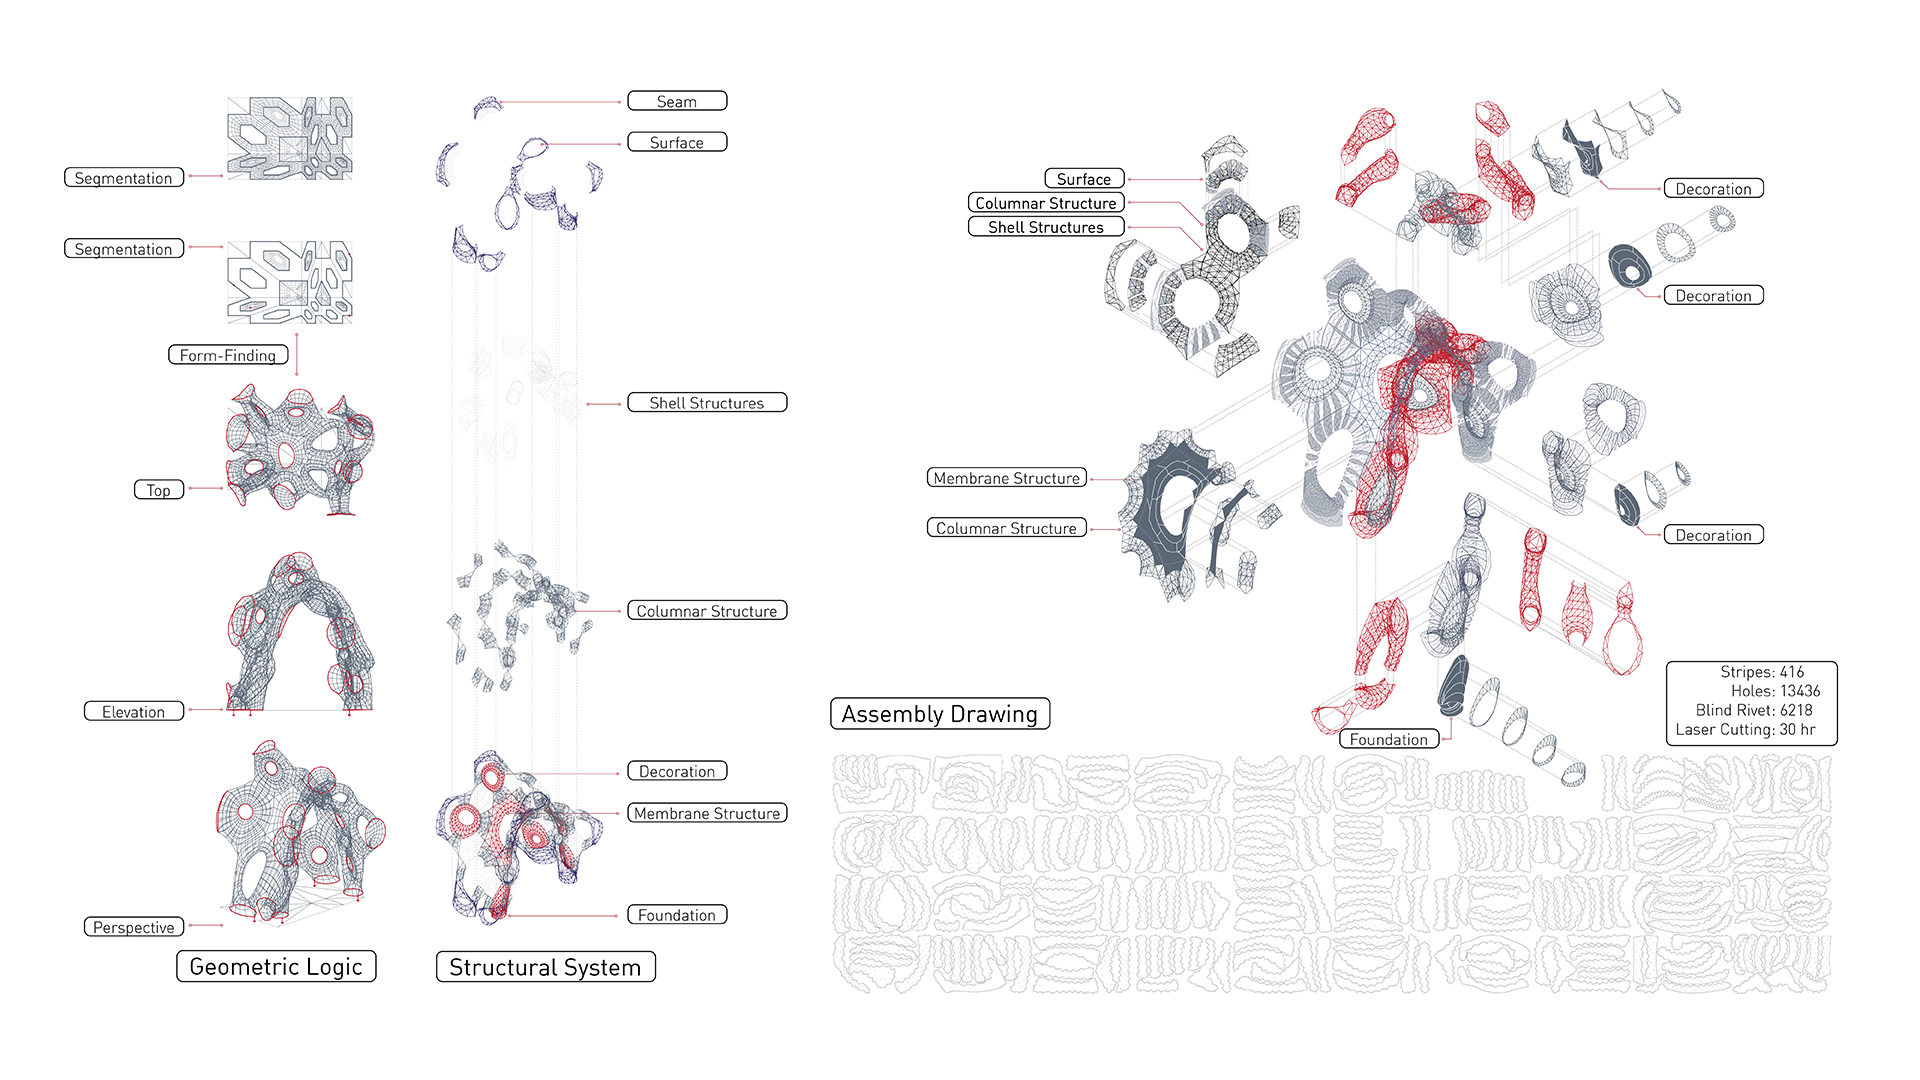 Segmentation
Segmentation
Form-Finding
Top
Elevation
Perspective
Geometric Logic
Seam
Surface
Shell Structures
Columnar Structure
Decoration
Membrane Structure
Foundation
Structural System
Surface
Columnar Structure
Shell Structures
Membrane Structure
Columnar Structure
Decoration
Decoration
Decoration
Foundation
Assembly Drawing
Stripes: 416
Holes: 13436
Blind Rivet: 6218
Laser Cutting: 30 hr